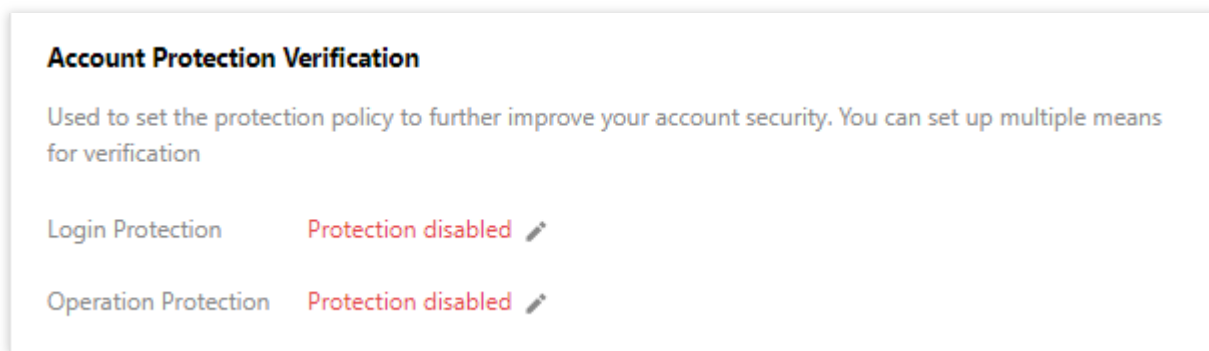 Account Protection Verification
Used to set the protection policy to further improve your account security. You can set up multiple means
for verification
Login Protection Protection disabled
Operation Protection Protection disabled